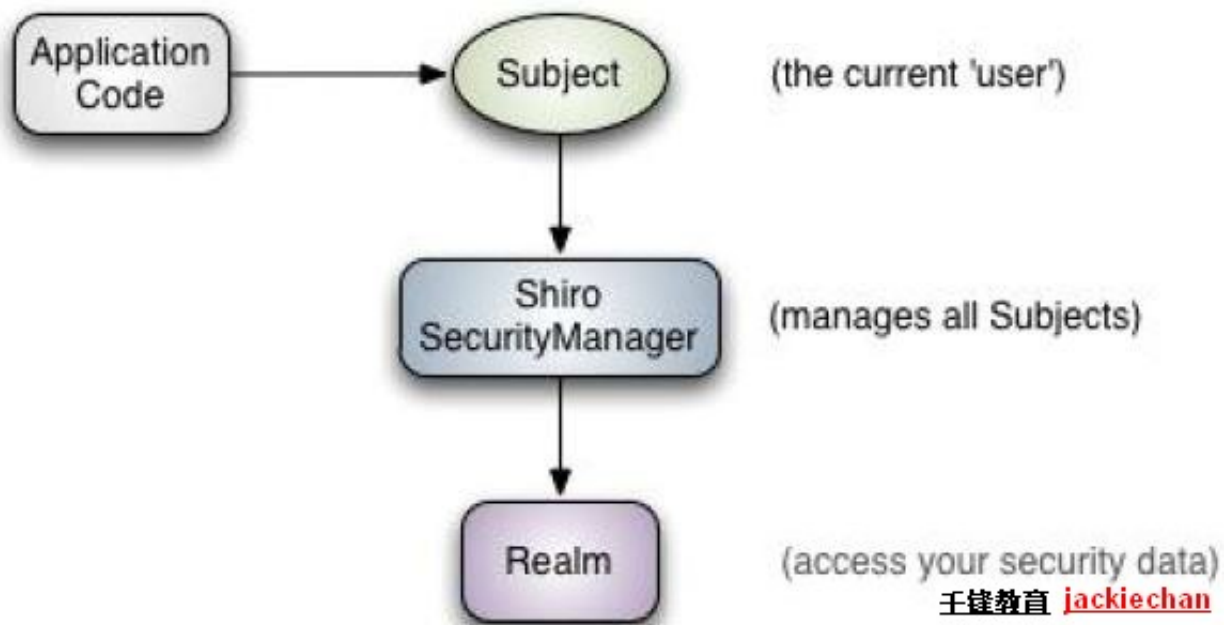 Application
Code
Subject
(the current 'user')
Shiro
SecurityManager
(manages all Subjects)
Realm
(access your security data)
千锋教育 jackiechan